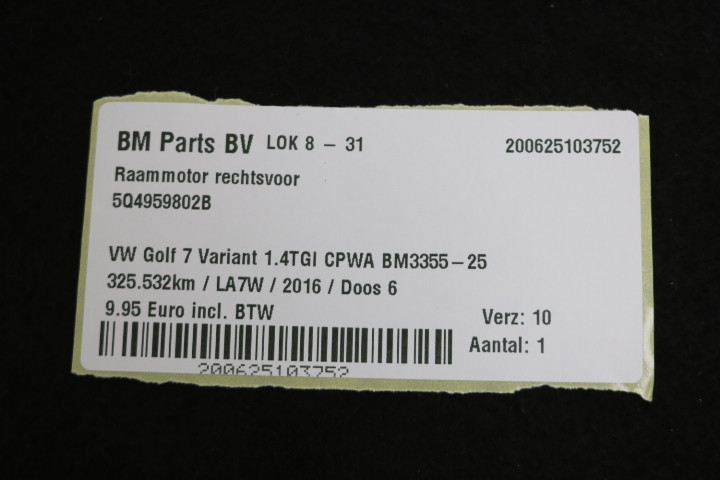 BM Parts BV LOK 8 – 31 200625103752
Raammotor rechtsvoor
5Q4959802B
VW Golf 7 Variant 1.4TGI CPWA BM3355–25
325.532km / LA7W / 2016 / Doos 6
9.95 Euro incl. BTW Verz: 10
Aantal: 1
200625103752